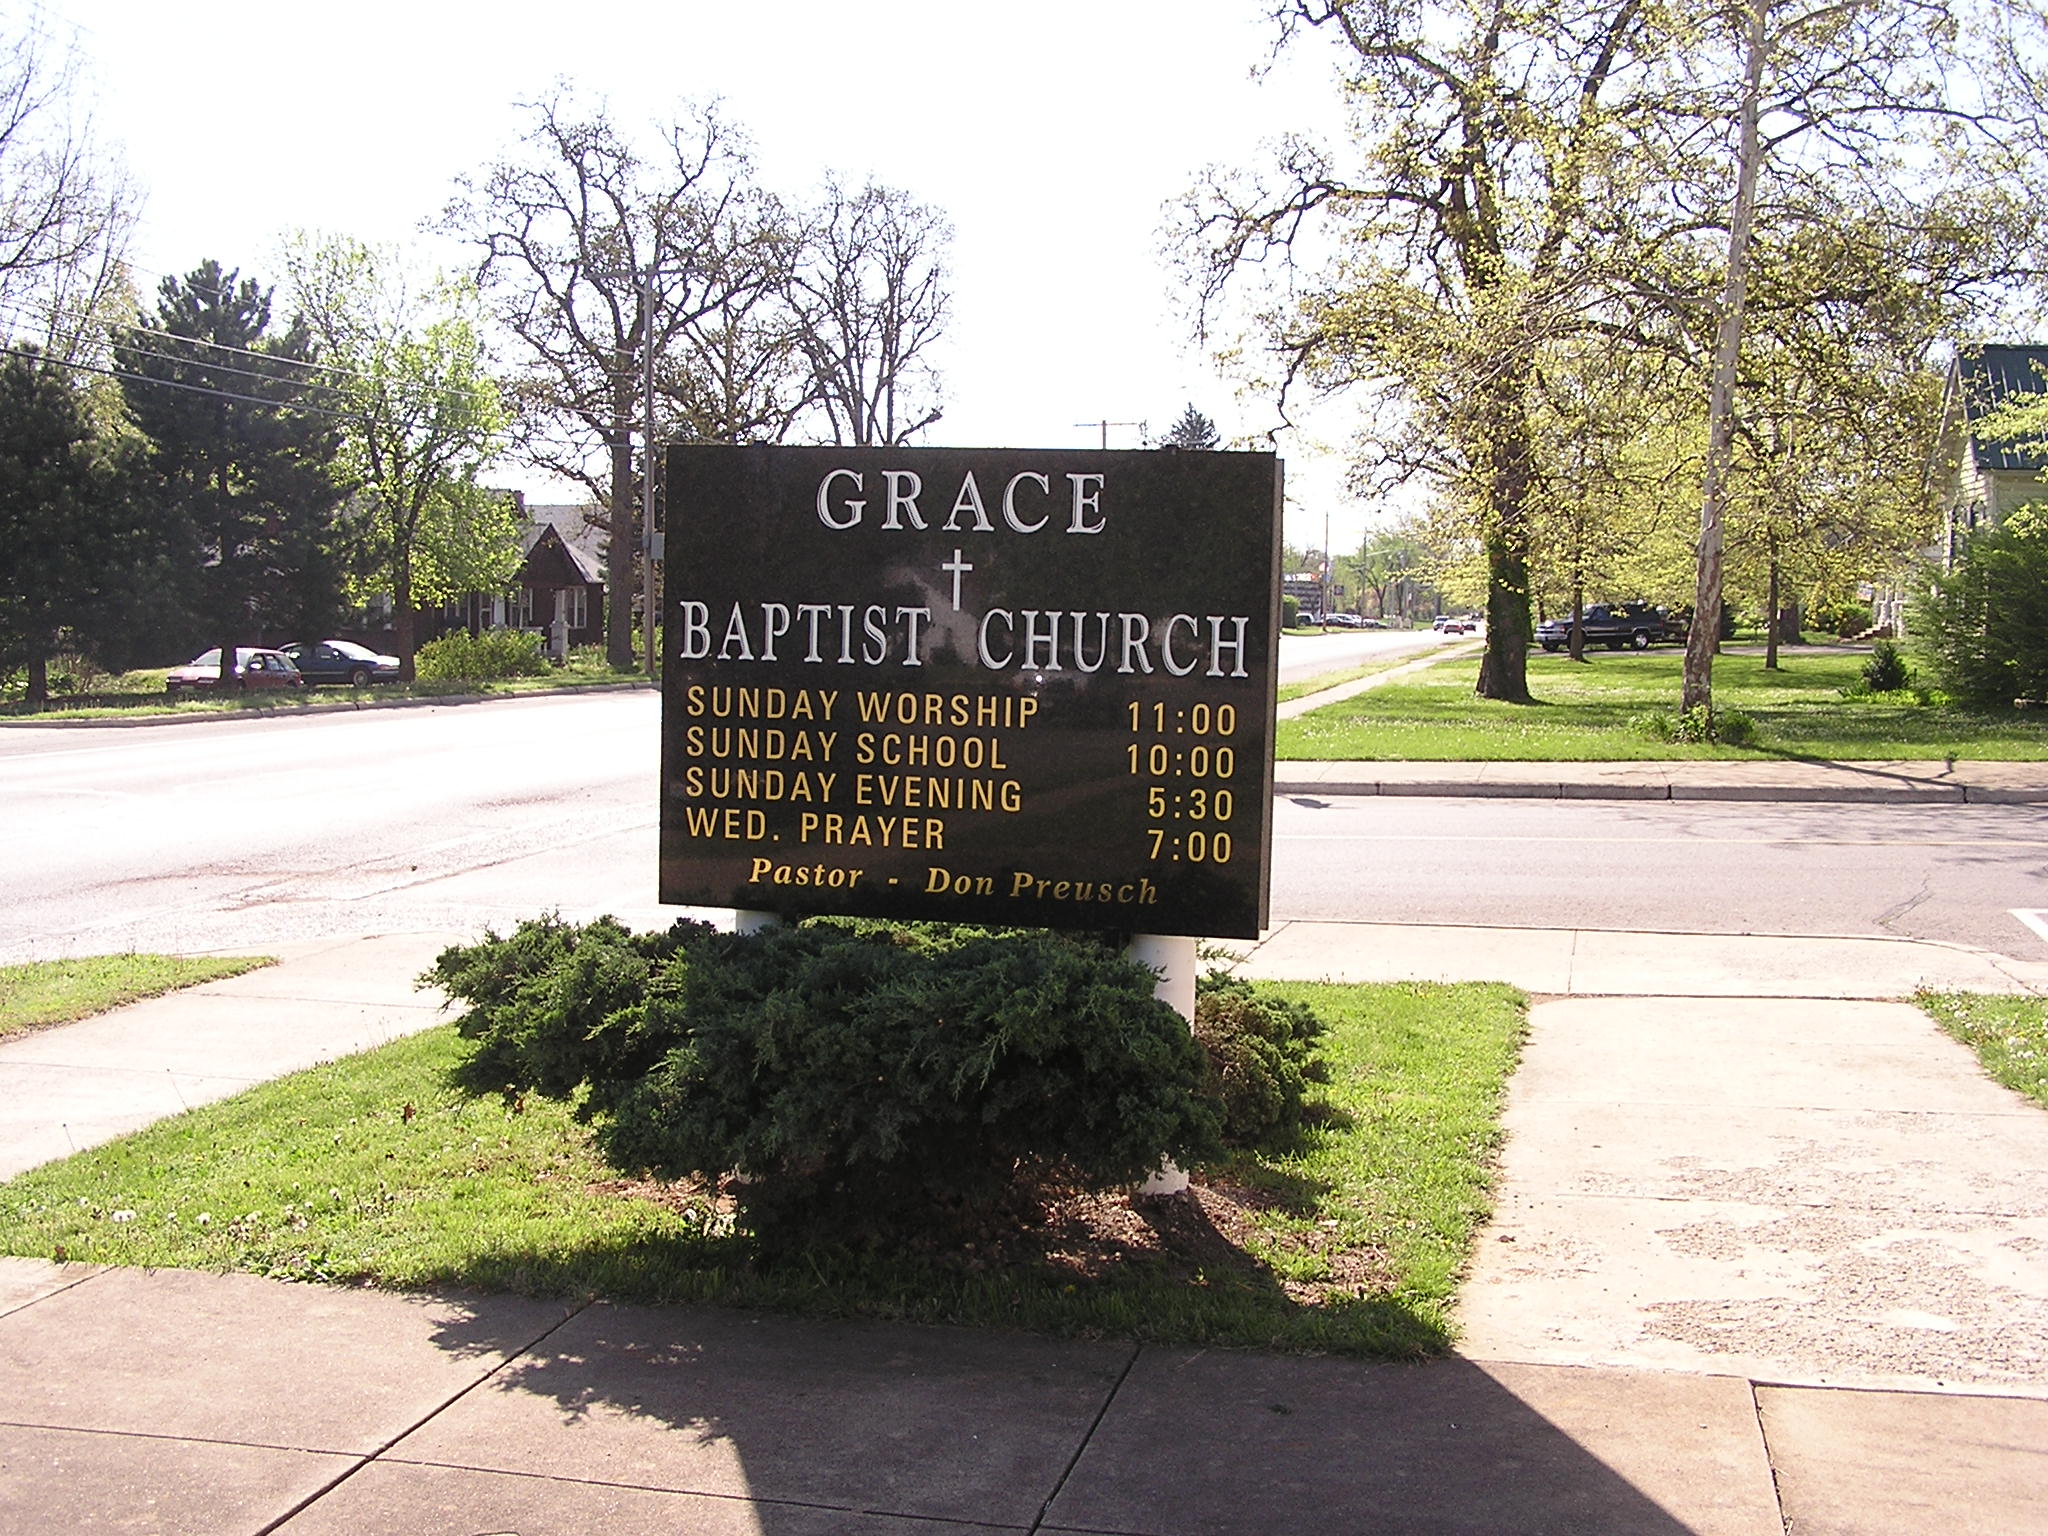 GRACE
BAPTIST CHURCH
SUNDAY WORSHIP 11:00
SUNDAY SCHOOL 10:00
SUNDAY EVENING 5:30
WED. PRAYER 7:00
Pastor - Don Preusch